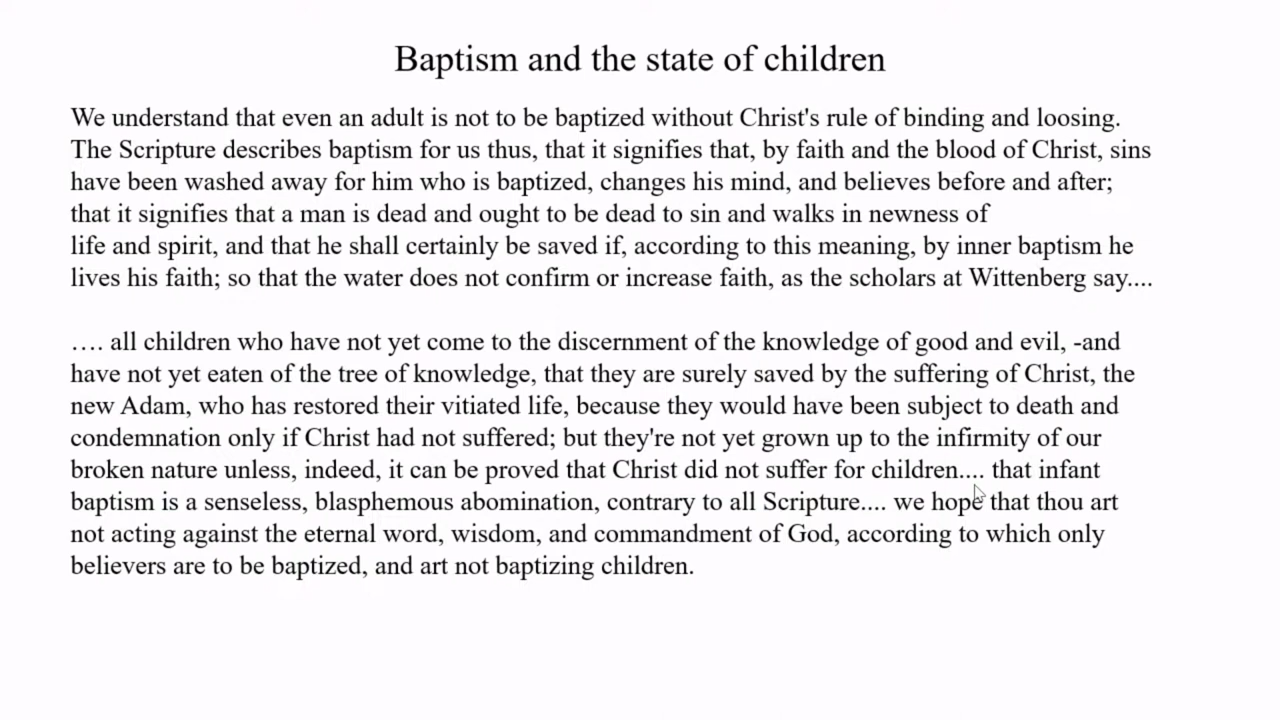 Baptism and the state of children
We understand that even an adult is not to be baptized without Christ's rule of binding and loosing.
The Scripture describes baptism for us thus, that it signifies that, by faith and the blood of Christ, sins
have been washed away for him who is baptized, changes his mind, and believes before and after;
that it signifies that a man is dead and ought to be dead to sin and walks in newness of
life and spirit, and that he shall certainly be saved if, according to this meaning, by inner baptism he
lives his faith; so that the water does not confirm or increase faith, as the scholars at Wittenberg say....
…. all children who have not yet come to the discernment of the knowledge of good and evil, -and
have not yet eaten of the tree of knowledge, that they are surely saved by the suffering of Christ, the
new Adam, who has restored their vitiated life, because they would have been subject to death and
condemnation only if Christ had not suffered; but they're not yet grown up to the infirmity of our
broken nature unless, indeed, it can be proved that Christ did not suffer for children.... that infant
baptism is a senseless, blasphemous abomination, contrary to all Scripture.... we hope that thou art
not acting against the eternal word, wisdom, and commandment of God, according to which only
believers are to be baptized, and art not baptizing children.